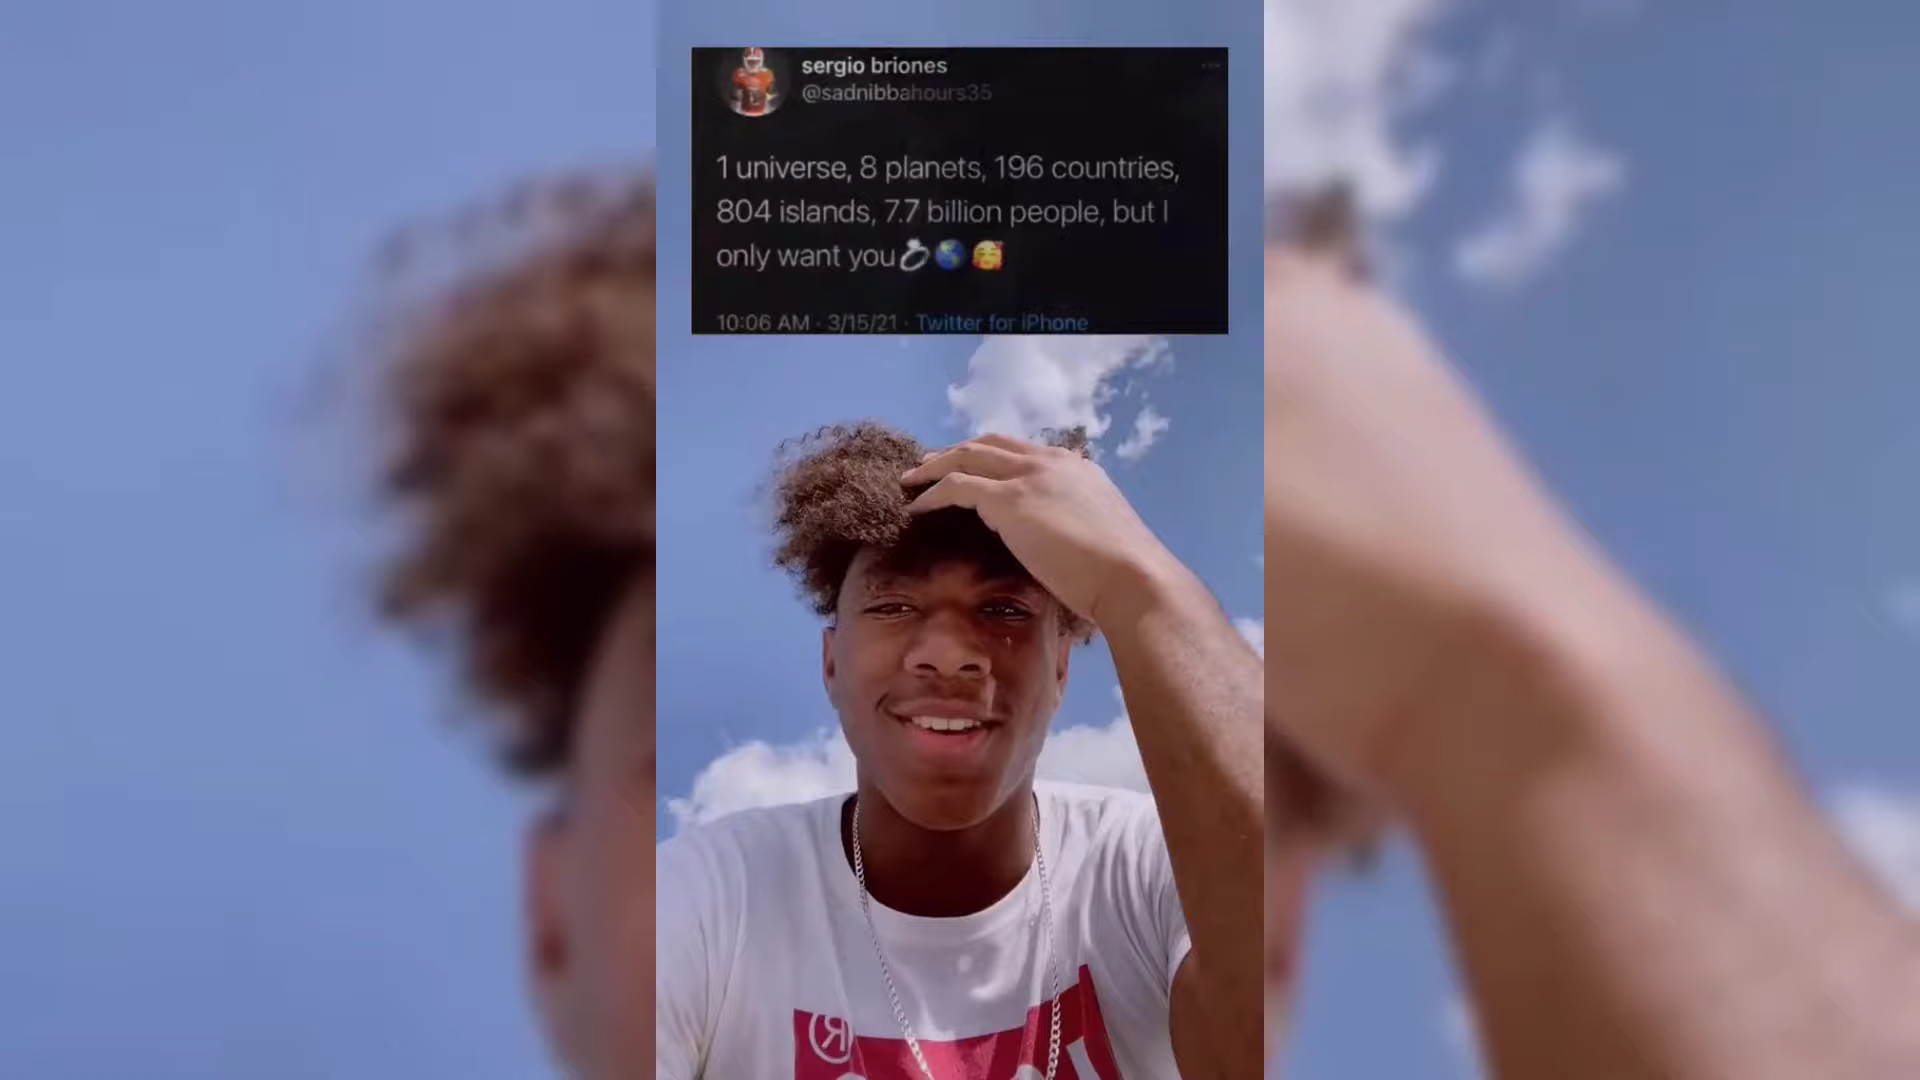 sergio briones
@sadnibbahours35
1 universe, 8 planets, 196 countries,
804 islands, 7.7 billion people, but I
only want you💍🌎🥰
10:06 AM · 3/15/21 · Twitter for iPhone
®